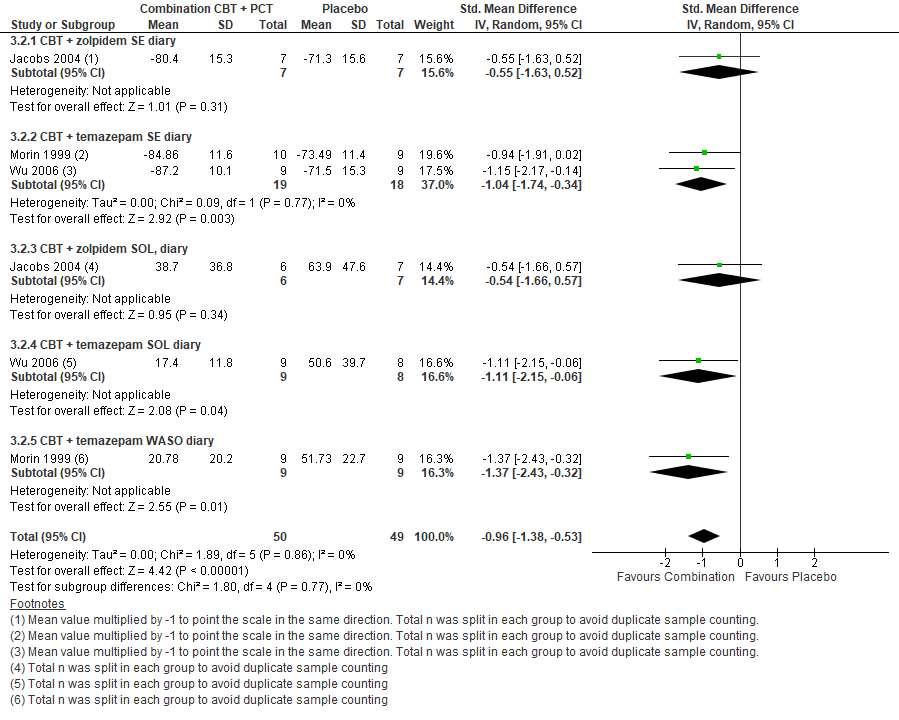 Combination CBT + PCT Placebo Std. Mean Difference Std. Mean Difference
Study or Subgroup Mean SD Total Mean SD Total Weight IV, Random, 95% CI IV, Random, 95% CI
3.2.1 CBT + zolpidem SE diary
Jacobs 2004 (1) -80.4 15.3 7 -71.3 15.6 7 15.6% -0.55 [-1.63, 0.52]
Subtotal (95% CI) 7 7 15.6% -0.55 [-1.63, 0.52]
Heterogeneity: Not applicable
Test for overall effect: Z = 1.01 (P = 0.31)
3.2.2 CBT + temazepam SE diary
Morin 1999 (2) -84.86 11.6 10 -73.49 11.4 9 19.6% -0.94 [-1.91, 0.02]
Wu 2006 (3) -87.2 10.1 9 -71.5 15.3 9 17.5% -1.15 [-2.17, -0.14]
Subtotal (95% CI) 19 18 37.0% -1.04 [-1.74, -0.34]
Heterogeneity: Tau² = 0.00; Chi² = 0.09, df = 1 (P = 0.77); I² = 0%
Test for overall effect: Z = 2.92 (P = 0.003)
3.2.3 CBT + zolpidem SOL, diary
Jacobs 2004 (4) 38.7 36.8 6 63.9 47.6 7 14.4% -0.54 [-1.66, 0.57]
Subtotal (95% CI) 6 7 14.4% -0.54 [-1.66, 0.57]
Heterogeneity: Not applicable
Test for overall effect: Z = 0.95 (P = 0.34)
3.2.4 CBT + temazepam SOL diary
Wu 2006 (5) 17.4 11.8 9 50.6 39.7 8 16.6% -1.11 [-2.15, -0.06]
Subtotal (95% CI) 9 8 16.6% -1.11 [-2.15, -0.06]
Heterogeneity: Not applicable
Test for overall effect: Z = 2.08 (P = 0.04)
3.2.5 CBT + temazepam WASO diary
Morin 1999 (6) 20.78 20.2 9 51.73 22.7 9 16.3% -1.37 [-2.43, -0.32]
Subtotal (95% CI) 9 9 16.3% -1.37 [-2.43, -0.32]
Heterogeneity: Not applicable
Test for overall effect: Z = 2.55 (P = 0.01)
Total (95% CI) 50 49 100.0% -0.96 [-1.38, -0.53]
Heterogeneity: Tau² = 0.00; Chi² = 1.89, df = 5 (P = 0.86); I² = 0%
Test for overall effect: Z = 4.42 (P < 0.00001)
Test for subgroup differences: Chi² = 1.80, df = 4 (P = 0.77), I² = 0%
-2 -1 0 1 2
Favours Combination Favours Placebo
Footnotes
(1) Mean value multiplied by -1 to point the scale in the same direction. Total n was split in each group to avoid duplicate sample counting.
(2) Mean value multiplied by -1 to point the scale in the same direction. Total n was split in each group to avoid duplicate sample counting.
(3) Mean value multiplied by -1 to point the scale in the same direction. Total n was split in each group to avoid duplicate sample counting.
(4) Total n was split in each group to avoid duplicate sample counting
(5) Total n was split in each group to avoid duplicate sample counting
(6) Total n was split in each group to avoid duplicate sample counting